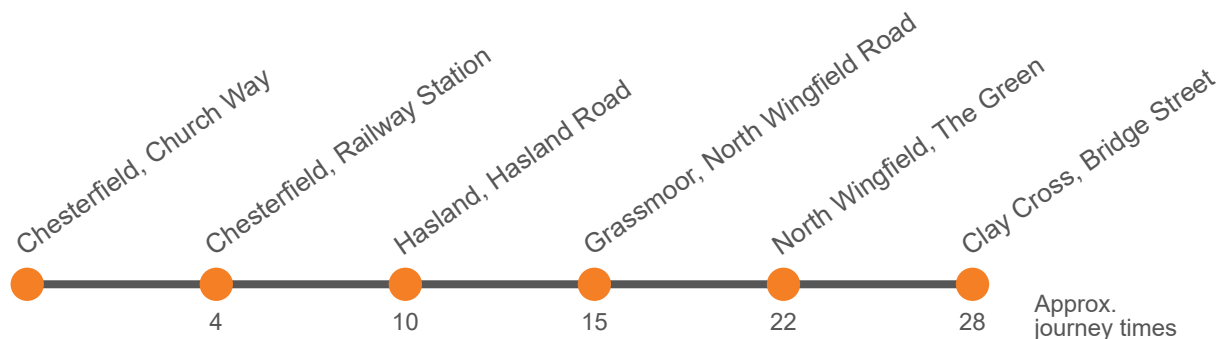 Chesterfield, Church Way
Chesterfield, Railway Station
Hasland, Hasland Road
Grassmoor, North Wingfield Road
North Wingfield, The Green
Clay Cross, Bridge Street
4
10
15
22
28
Approx.
journey times